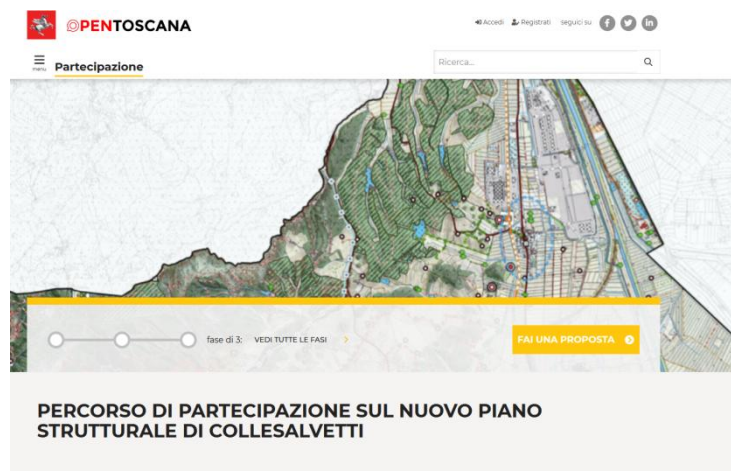 OPENTOSCANA
Accedi Registrati seguici su
menu Partecipazione
Ricerca...
fase di 3: VEDI TUTTE LE FASI
FAI UNA PROPOSTA
PERCORSO DI PARTECIPAZIONE SUL NUOVO PIANO
STRUTTURALE DI COLLESALVETTI